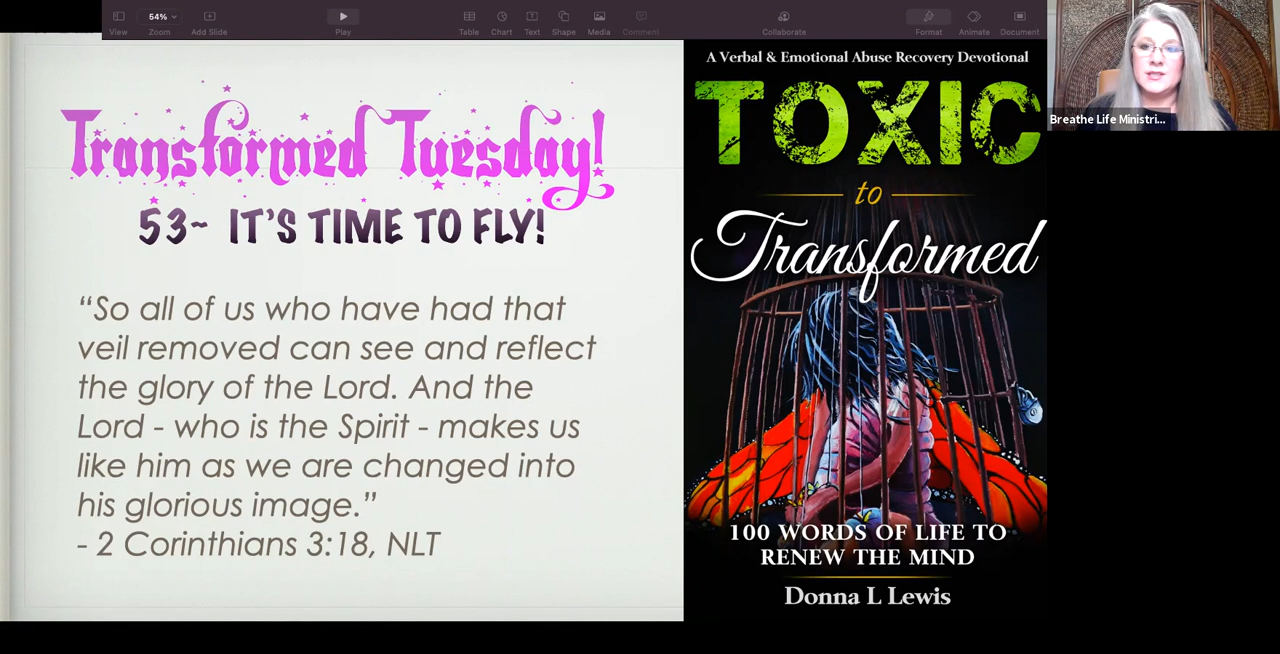 View
54%
Zoom
Add Slide
Play
Table
Chart
Text
Shape
Media
Comment
Collaborate
Format
Animate
Document
Breathe Life Ministri...
Transformed Tuesday!
53~ IT'S TIME TO FLY!
“So all of us who have had that
veil removed can see and reflect
the glory of the Lord. And the
Lord - who is the Spirit - makes us
like him as we are changed into
his glorious image.”
- 2 Corinthians 3:18, NLT
A Verbal & Emotional Abuse Recovery Devotional
TOXIC
to
Transformed
100 WORDS OF LIFE TO
RENEW THE MIND
Donna L Lewis